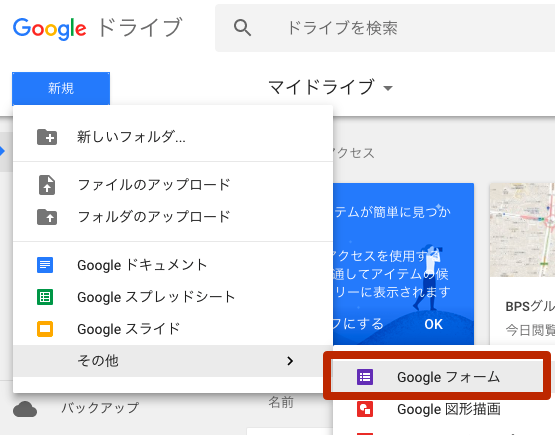 Google ドライブ
ドライブを検索
新規
マイドライブ
新しいフォルダ...
アクセス
ファイルのアップロード
フォルダのアップロード
テムが簡単に見つか
アクセスを使用する
通してアイテムの候
リーに表示されます
フにする
OK
BPSグル
今日閲覧
Google ドキュメント
Google スプレッドシート
Google スライド
その他
Google フォーム
Google 図形描画
バックアップ
名前